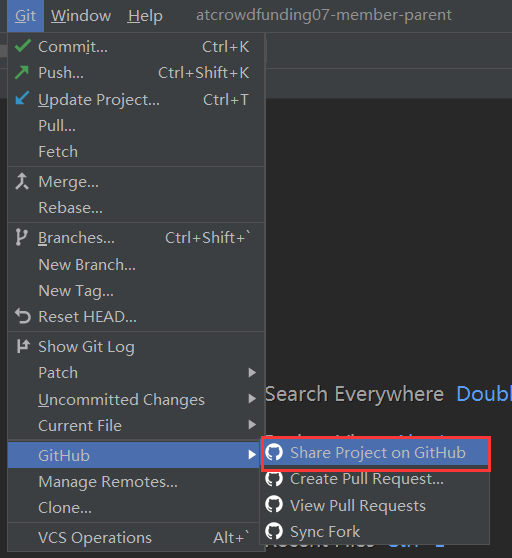 Git Window Help atcrowdfunding07-member-parent
Commit... Ctrl+K
Push... Ctrl+Shift+K
Update Project... Ctrl+T
Pull...
Fetch
Merge...
Rebase...
Branches... Ctrl+Shift+`
New Branch...
New Tag...
Reset HEAD...
Show Git Log
Patch
Uncommitted Changes
Search Everywhere Doubl
Current File
GitHub
Share Project on GitHub
Manage Remotes...
Create Pull Request...
Clone...
View Pull Requests
VCS Operations Alt+`
Sync Fork